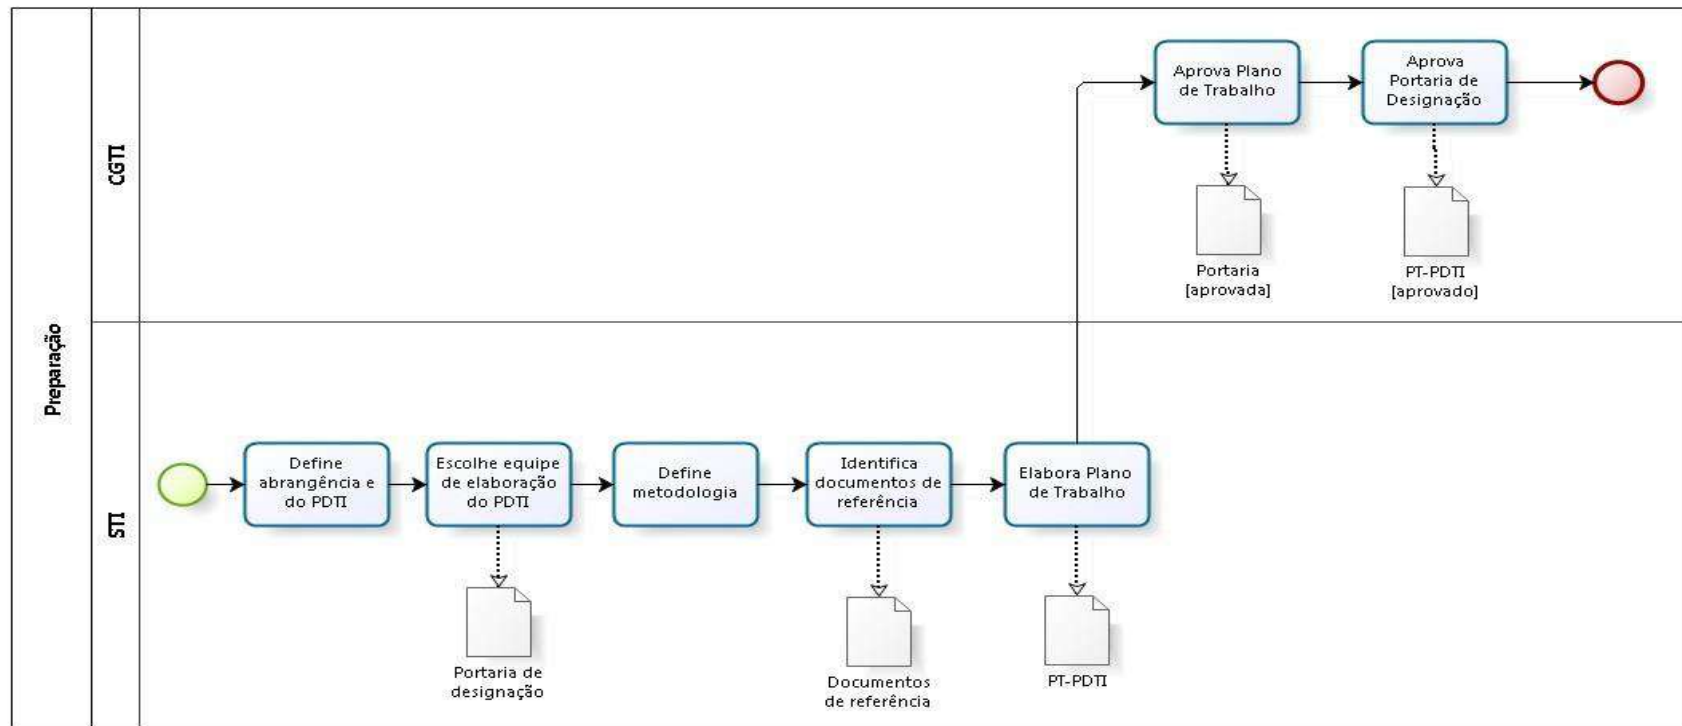 Preparação
CGTI
Aprova Plano
de Trabalho
Aprova
Portaria de
Designação
Portaria
[aprovada]
PT-PDTI
[aprovado]
STI
Define
abrangência e
do PDTI
Escolhe equipe
de elaboração
do PDTI
Define
metodologia
Identifica
documentos de
referência
Elabora Plano
de Trabalho
Portaria de
designação
Documentos
de referência
PT-PDTI